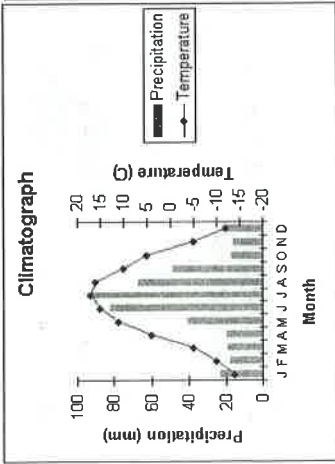 Climatograph
Precipitation (mm)
100
80
60
40
20
0
J F M A M J J A S O N D
Month
Temperature (C)
20
15
10
5
0
-5
-10
-15
-20
Precipitation
Temperature